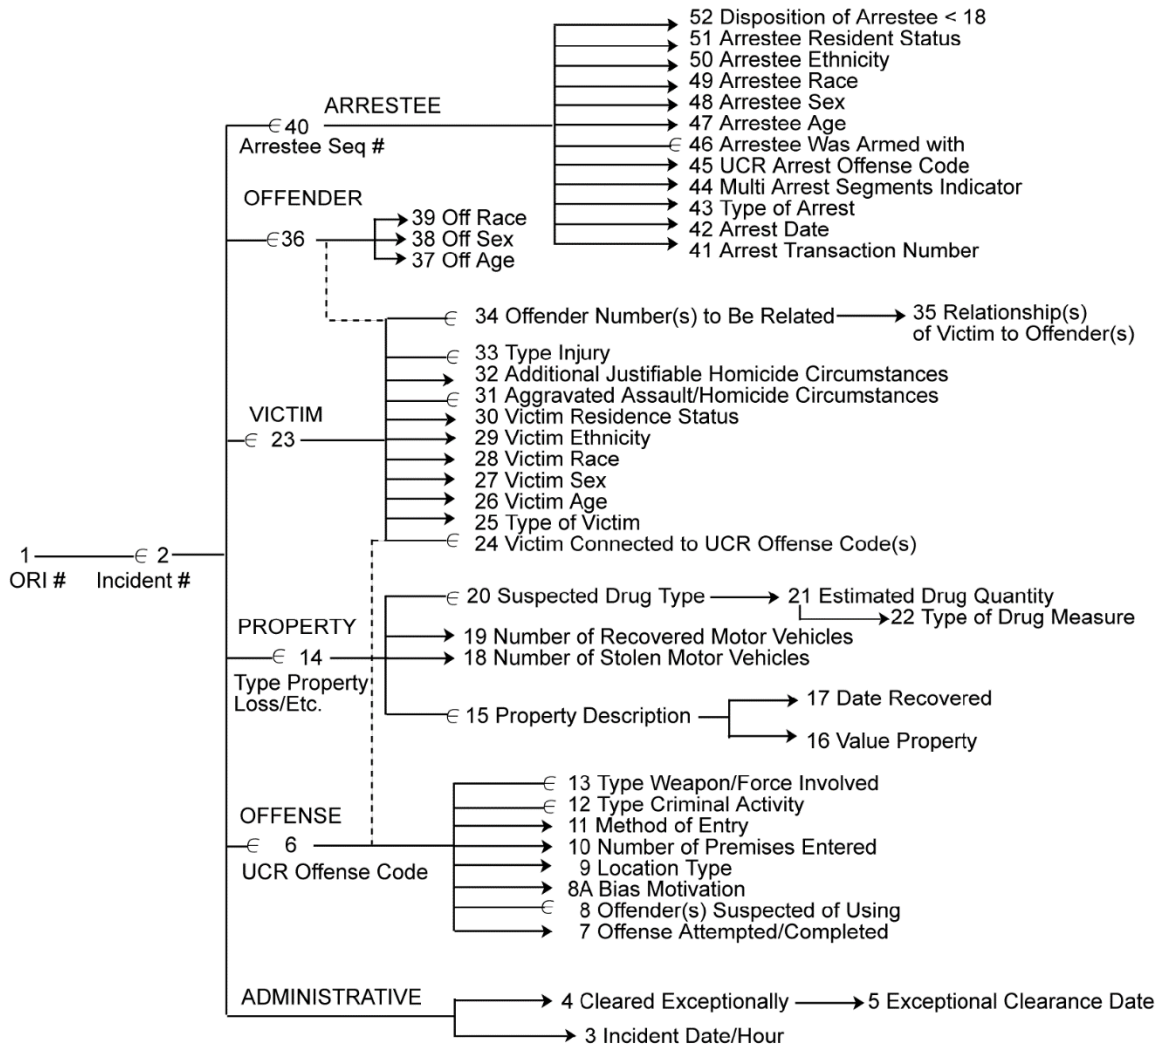 52 Disposition of Arrestee < 18
51 Arrestee Resident Status
50 Arrestee Ethnicity
49 Arrestee Race
48 Arrestee Sex
47 Arrestee Age
46 Arrestee Was Armed with
45 UCR Arrest Offense Code
44 Multi Arrest Segments Indicator
43 Type of Arrest
42 Arrest Date
41 Arrest Transaction Number
ARRESTEE
40
Arrestee Seq #
OFFENDER
36
39 Off Race
38 Off Sex
37 Off Age
34 Offender Number(s) to Be Related
35 Relationship(s)
of Victim to Offender(s)
33 Type Injury
32 Additional Justifiable Homicide Circumstances
31 Aggravated Assault/Homicide Circumstances
30 Victim Residence Status
29 Victim Ethnicity
28 Victim Race
27 Victim Sex
26 Victim Age
25 Type of Victim
24 Victim Connected to UCR Offense Code(s)
VICTIM
23
1
ORI #
2
Incident #
PROPERTY
14
Type Property
Loss/Etc.
20 Suspected Drug Type
21 Estimated Drug Quantity
22 Type of Drug Measure
19 Number of Recovered Motor Vehicles
18 Number of Stolen Motor Vehicles
15 Property Description
17 Date Recovered
16 Value Property
OFFENSE
6
UCR Offense Code
13 Type Weapon/Force Involved
12 Type Criminal Activity
11 Method of Entry
10 Number of Premises Entered
9 Location Type
8A Bias Motivation
8 Offender(s) Suspected of Using
7 Offense Attempted/Completed
ADMINISTRATIVE
4 Cleared Exceptionally
5 Exceptional Clearance Date
3 Incident Date/Hour